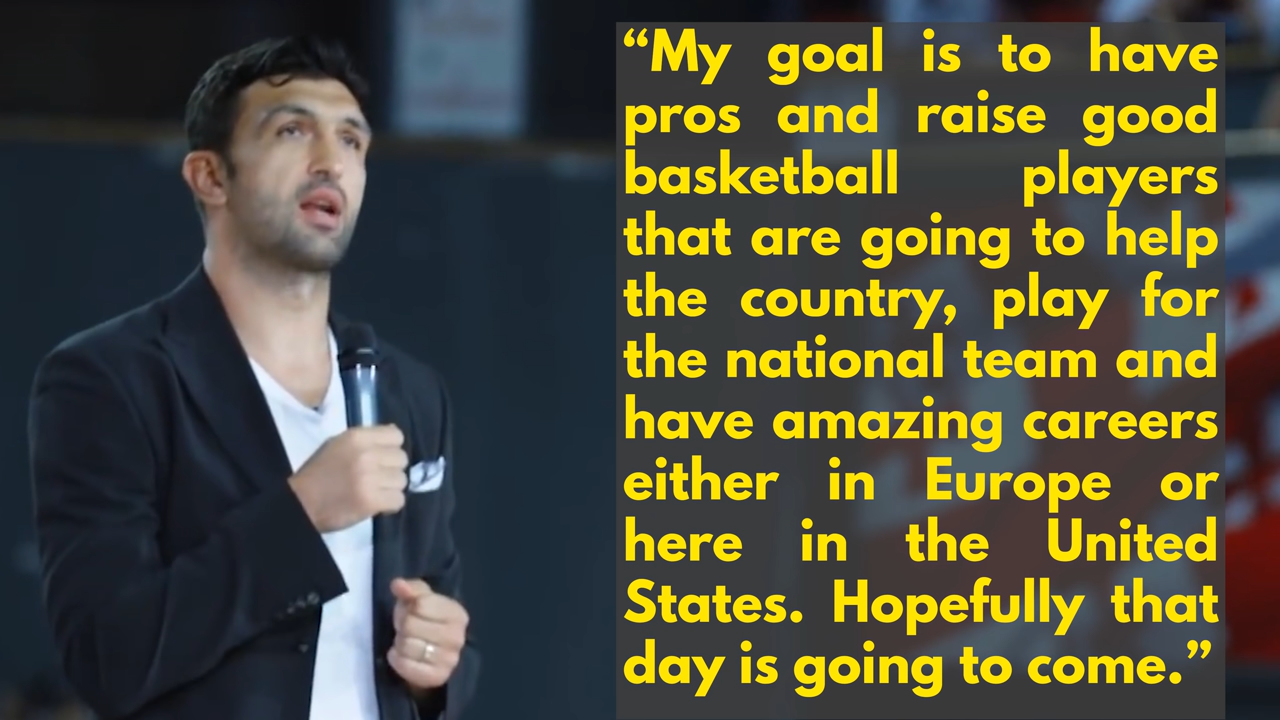 “My goal is to have
pros and raise good
basketball players
that are going to help
the country, play for
the national team and
have amazing careers
either in Europe or
here in the United
States. Hopefully that
day is going to come.”